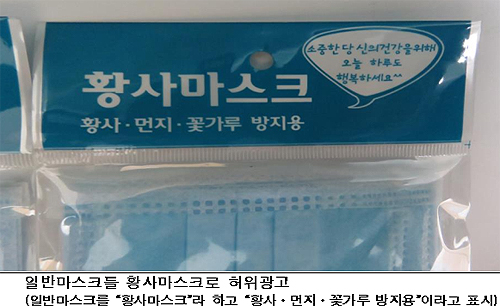 소중한 당신의건강을위해
오늘 하루도
행복하세요^^
황사마스크
황사·먼지·꽃가루 방지용
일반마스크를 황사마스크로 허위광고
(일반마스크를 "황사마스크"라 하고 "황사·먼지·꽃가루 방지용"이라고 표시)